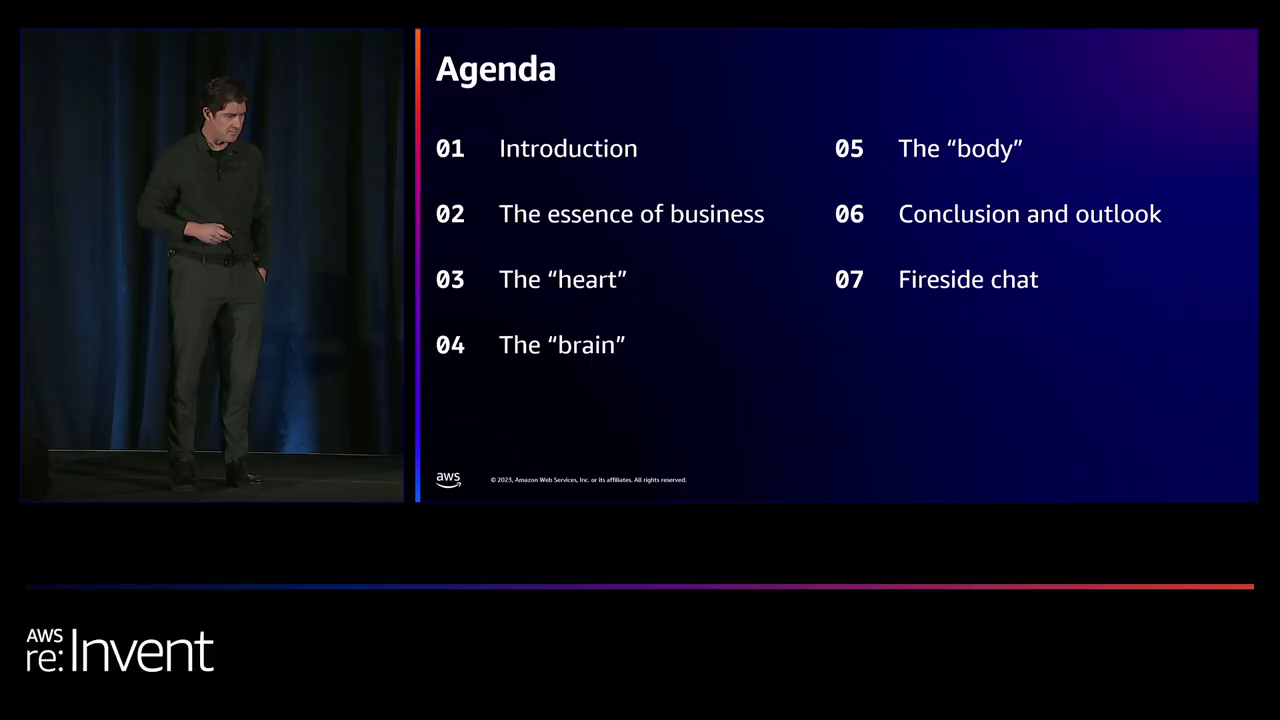 Agenda
01 Introduction
02 The essence of business
03 The “heart”
04 The “brain”
05 The “body”
06 Conclusion and outlook
07 Fireside chat
aws
© 2023, Amazon Web Services, Inc. or its affiliates. All rights reserved.
AWS
re:Invent